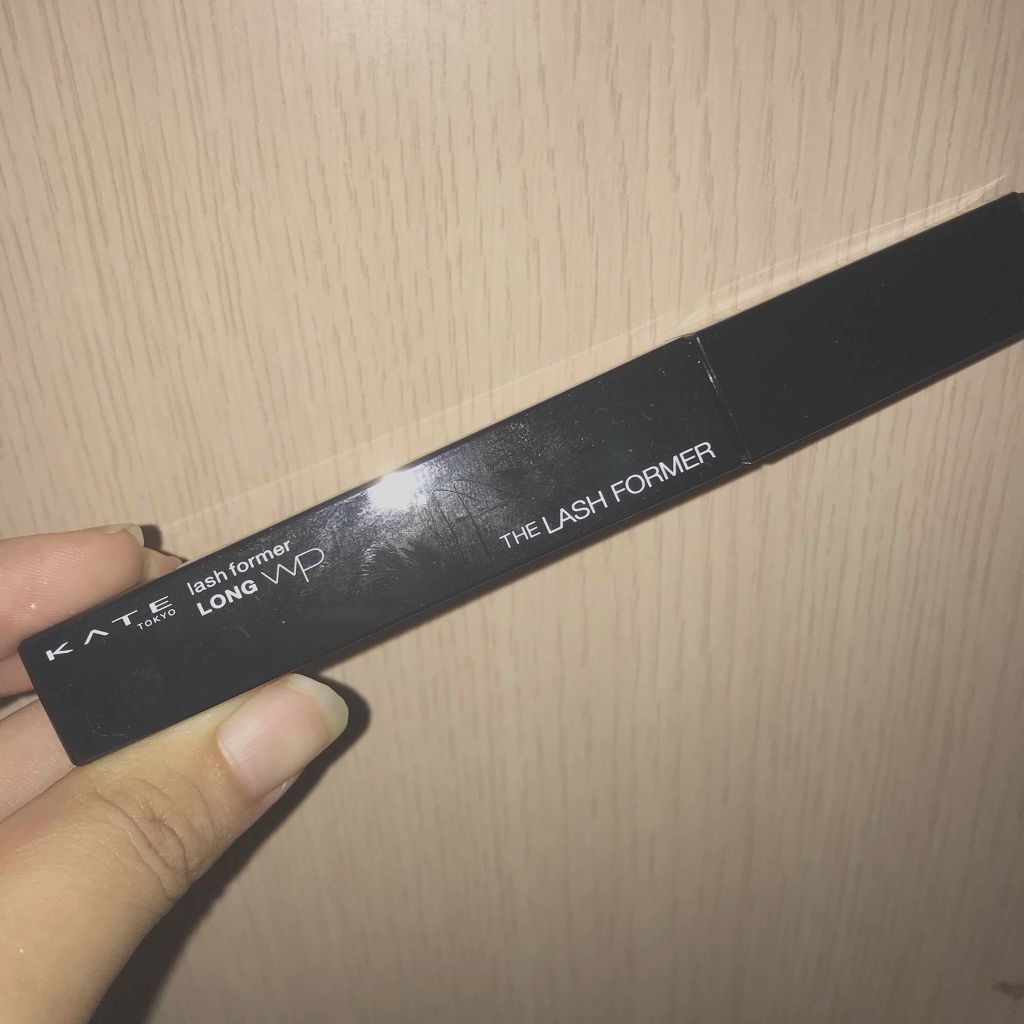 KATE
TOKYO
lash former
LONG WP
THE LASH FORMER